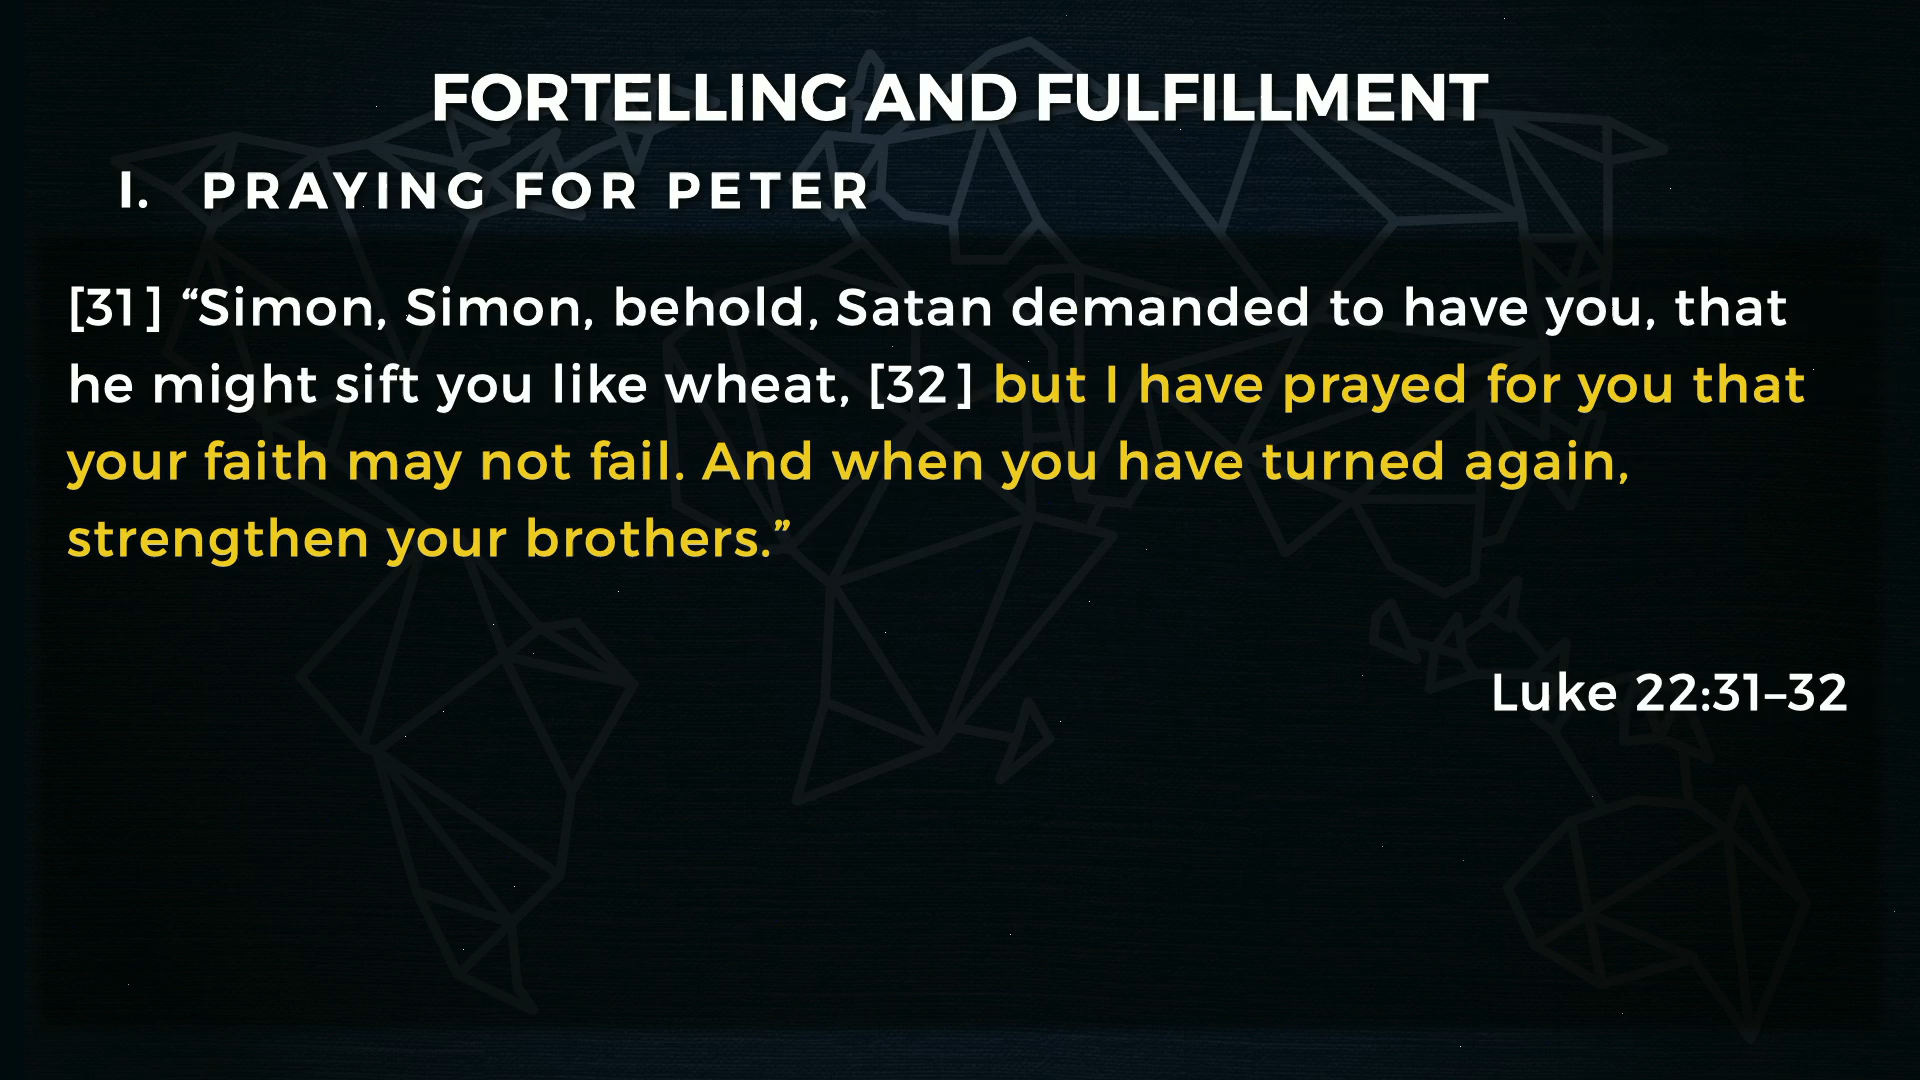 FORTELLING AND FULFILLMENT
I. PRAYING FOR PETER
[31] “Simon, Simon, behold, Satan demanded to have you, that
he might sift you like wheat, [32] but I have prayed for you that
your faith may not fail. And when you have turned again,
strengthen your brothers.”
Luke 22:31–32